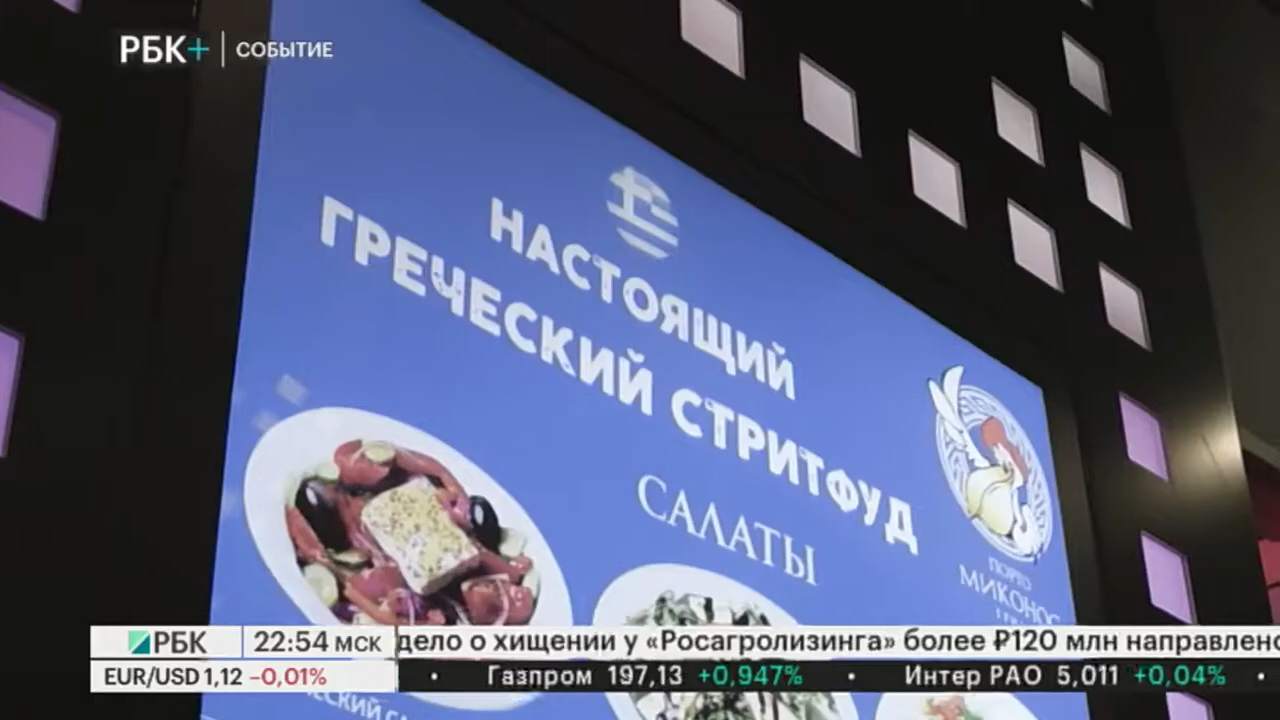 РБК+ | СОБЫТИЕ
НАСТОЯЩИЙ
ГРЕЧЕСКИЙ СТРИТФУД
САЛАТЫ
ПОРТО
МИКОНОС
РБК 22:54 МСК дело о хищении у «Росагролизинга» более ₽120 млн направлено
EUR/USD 1,12 −0,01% • Газпром 197,13 +0,947% • Интер РАО 5,011 +0,04% •